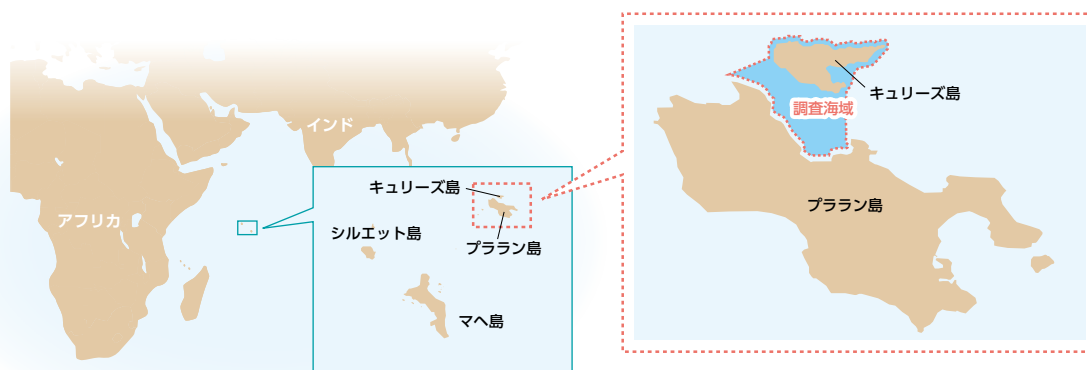 インド
アフリカ
キュリーズ島
シルエット島
プララン島
マヘ島
キュリーズ島
調査海域
プララン島